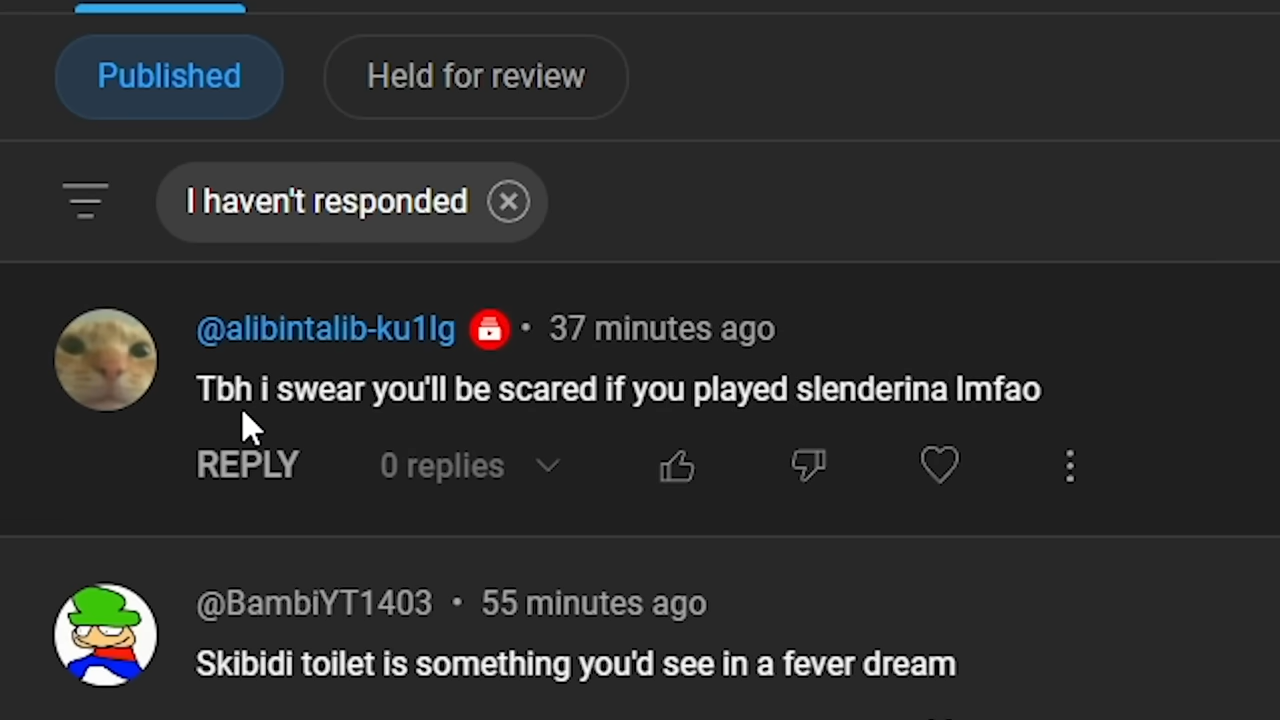 Published Held for review
I haven't responded
@alibintalib-ku1lg • 37 minutes ago
Tbh i swear you'll be scared if you played slenderina lmfao
REPLY 0 replies
@BambiYT1403 • 55 minutes ago
Skibidi toilet is something you'd see in a fever dream